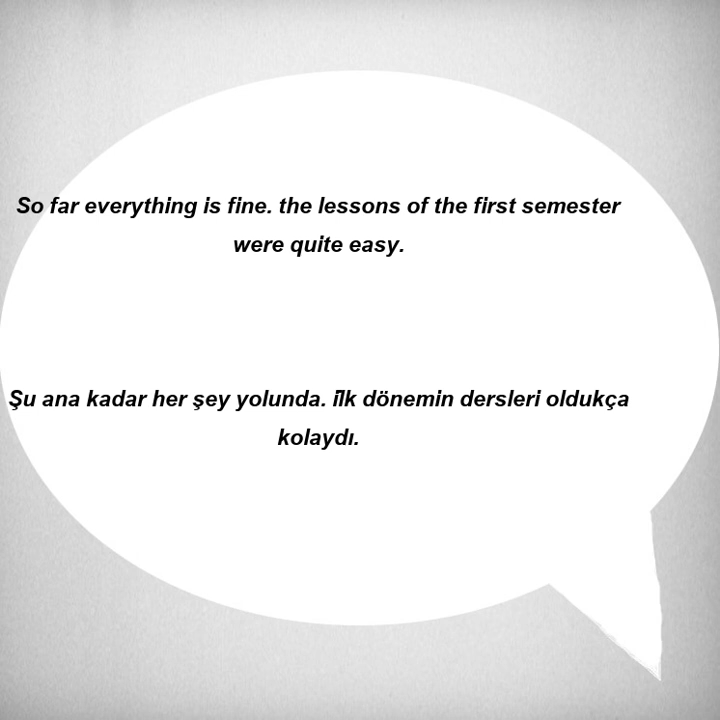 So far everything is fine. the lessons of the first semester
were quite easy.
Şu ana kadar her şey yolunda. i̇lk dönemin dersleri oldukça
kolaydı.